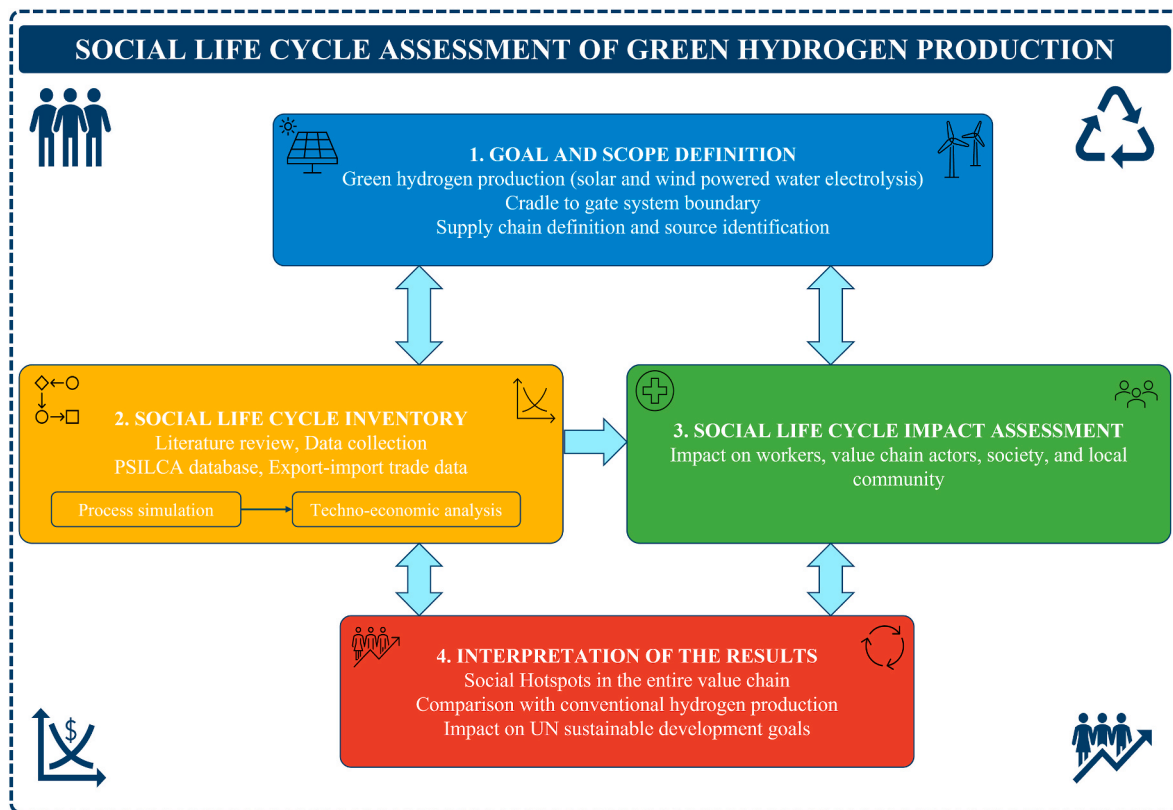 SOCIAL LIFE CYCLE ASSESSMENT OF GREEN HYDROGEN PRODUCTION
1. GOAL AND SCOPE DEFINITION
Green hydrogen production (solar and wind powered water electrolysis)
Cradle to gate system boundary
Supply chain definition and source identification
2. SOCIAL LIFE CYCLE INVENTORY
Literature review, Data collection
PSILCA database, Export-import trade data
Process simulation
Techno-economic analysis
3. SOCIAL LIFE CYCLE IMPACT ASSESSMENT
Impact on workers, value chain actors, society, and local
community
4. INTERPRETATION OF THE RESULTS
Social Hotspots in the entire value chain
Comparison with conventional hydrogen production
Impact on UN sustainable development goals
$